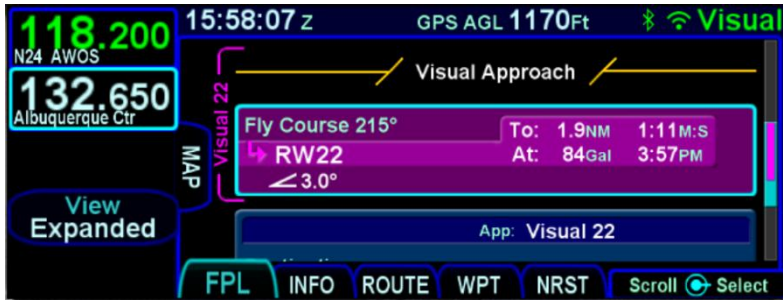 118.200
N24 AWOS
132.650
Albuquerque Ctr
View
Expanded
MAP
15:58:07 Z
GPS AGL 1170Ft
Visual
Visual 22
Visual Approach
Fly Course 215°
RW22
3.0°
To: 1.9NM 1:11M:S
At: 84Gal 3:57PM
App: Visual 22
FPL
INFO
ROUTE
WPT
NRST
Scroll Select